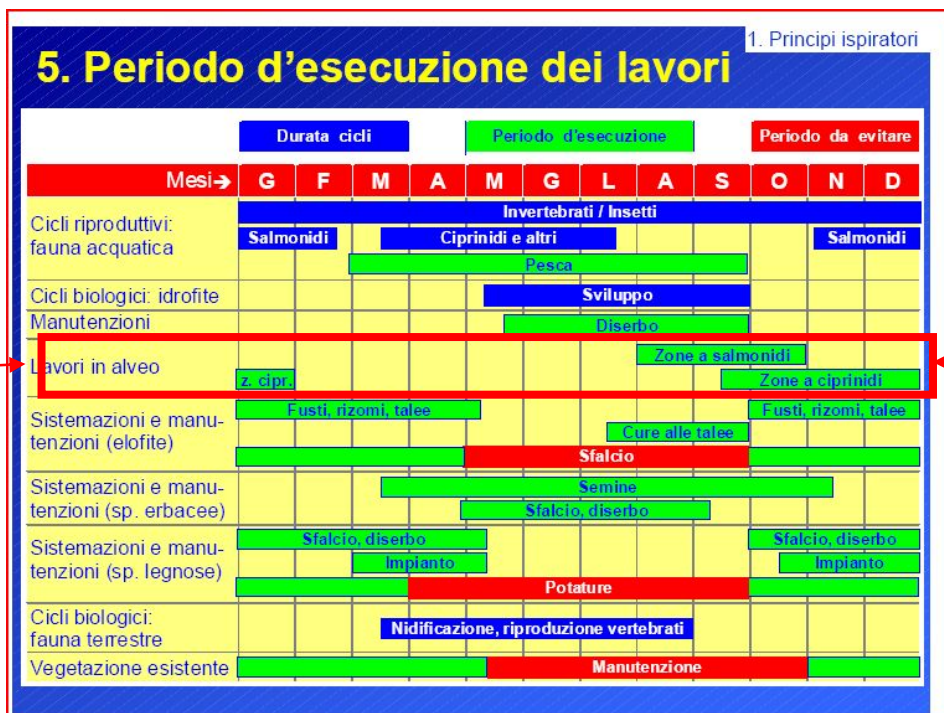 1. Principi ispiratori
5. Periodo d'esecuzione dei lavori
Durata cicli
Periodo d'esecuzione
Periodo da evitare
Mesi➔ G F M A M G L A S O N D
Cicli riproduttivi:
fauna acquatica
Invertebrati / Insetti
Salmonidi
Ciprinidi e altri
Salmonidi
Pesca
Cicli biologici: idrofite
Sviluppo
Manutenzioni
Diserbo
Lavori in alveo
Zone a salmonidi
z. cipr.
Zone a ciprinidi
Sistemazioni e manu-
tenzioni (elofite)
Fusti, rizomi, talee
Fusti, rizomi, talee
Cure alle talee
Sfalcio
Sistemazioni e manu-
tenzioni (sp. erbacee)
Semine
Sfalcio, diserbo
Sistemazioni e manu-
tenzioni (sp. legnose)
Sfalcio, diserbo
Sfalcio, diserbo
Impianto
Impianto
Potature
Cicli biologici:
fauna terrestre
Nidificazione, riproduzione vertebrati
Vegetazione esistente
Manutenzione